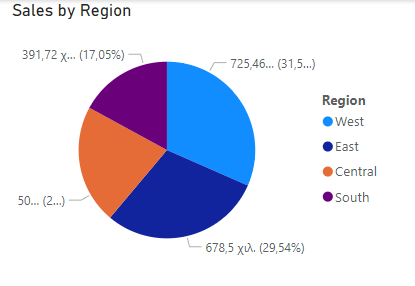 Sales by Region
391,72 χ... (17,05%)
725,46... (31,5...)
50... (2...)
678,5 χιλ. (29,54%)
Region
West
East
Central
South